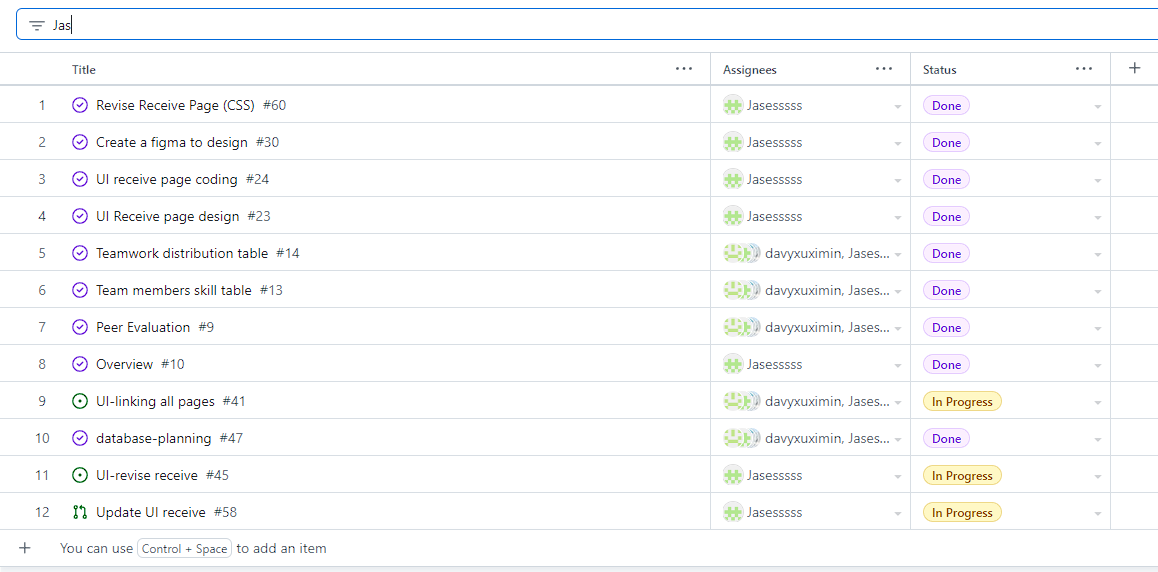 Jas
Title ... Assignees ... Status ... +
1 Revise Receive Page (CSS) #60 Jasesssss Done
2 Create a figma to design #30 Jasesssss Done
3 UI receive page coding #24 Jasesssss Done
4 UI Receive page design #23 Jasesssss Done
5 Teamwork distribution table #14 davyxuximin, Jases... Done
6 Team members skill table #13 davyxuximin, Jases... Done
7 Peer Evaluation #9 davyxuximin, Jases... Done
8 Overview #10 Jasesssss Done
9 UI-linking all pages #41 davyxuximin, Jases... In Progress
10 database-planning #47 davyxuximin, Jases... Done
11 UI-revise receive #45 Jasesssss In Progress
12 Update UI receive #58 Jasesssss In Progress
+ You can use Control + Space to add an item